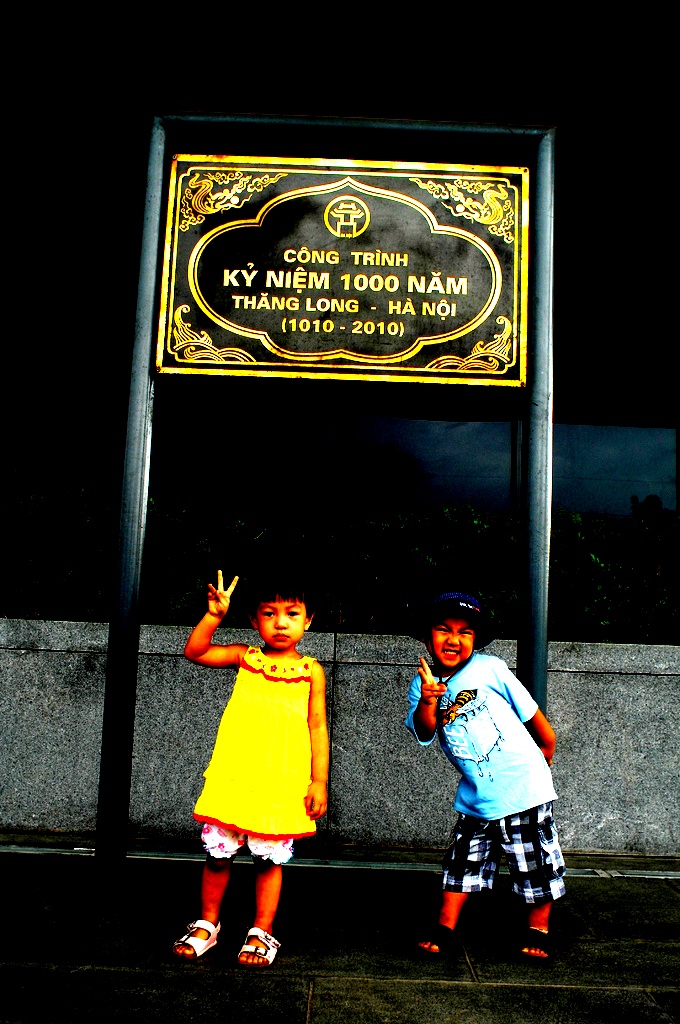 CÔNG TRÌNH
KỶ NIỆM 1000 NĂM
THĂNG LONG - HÀ NỘI
(1010 - 2010)